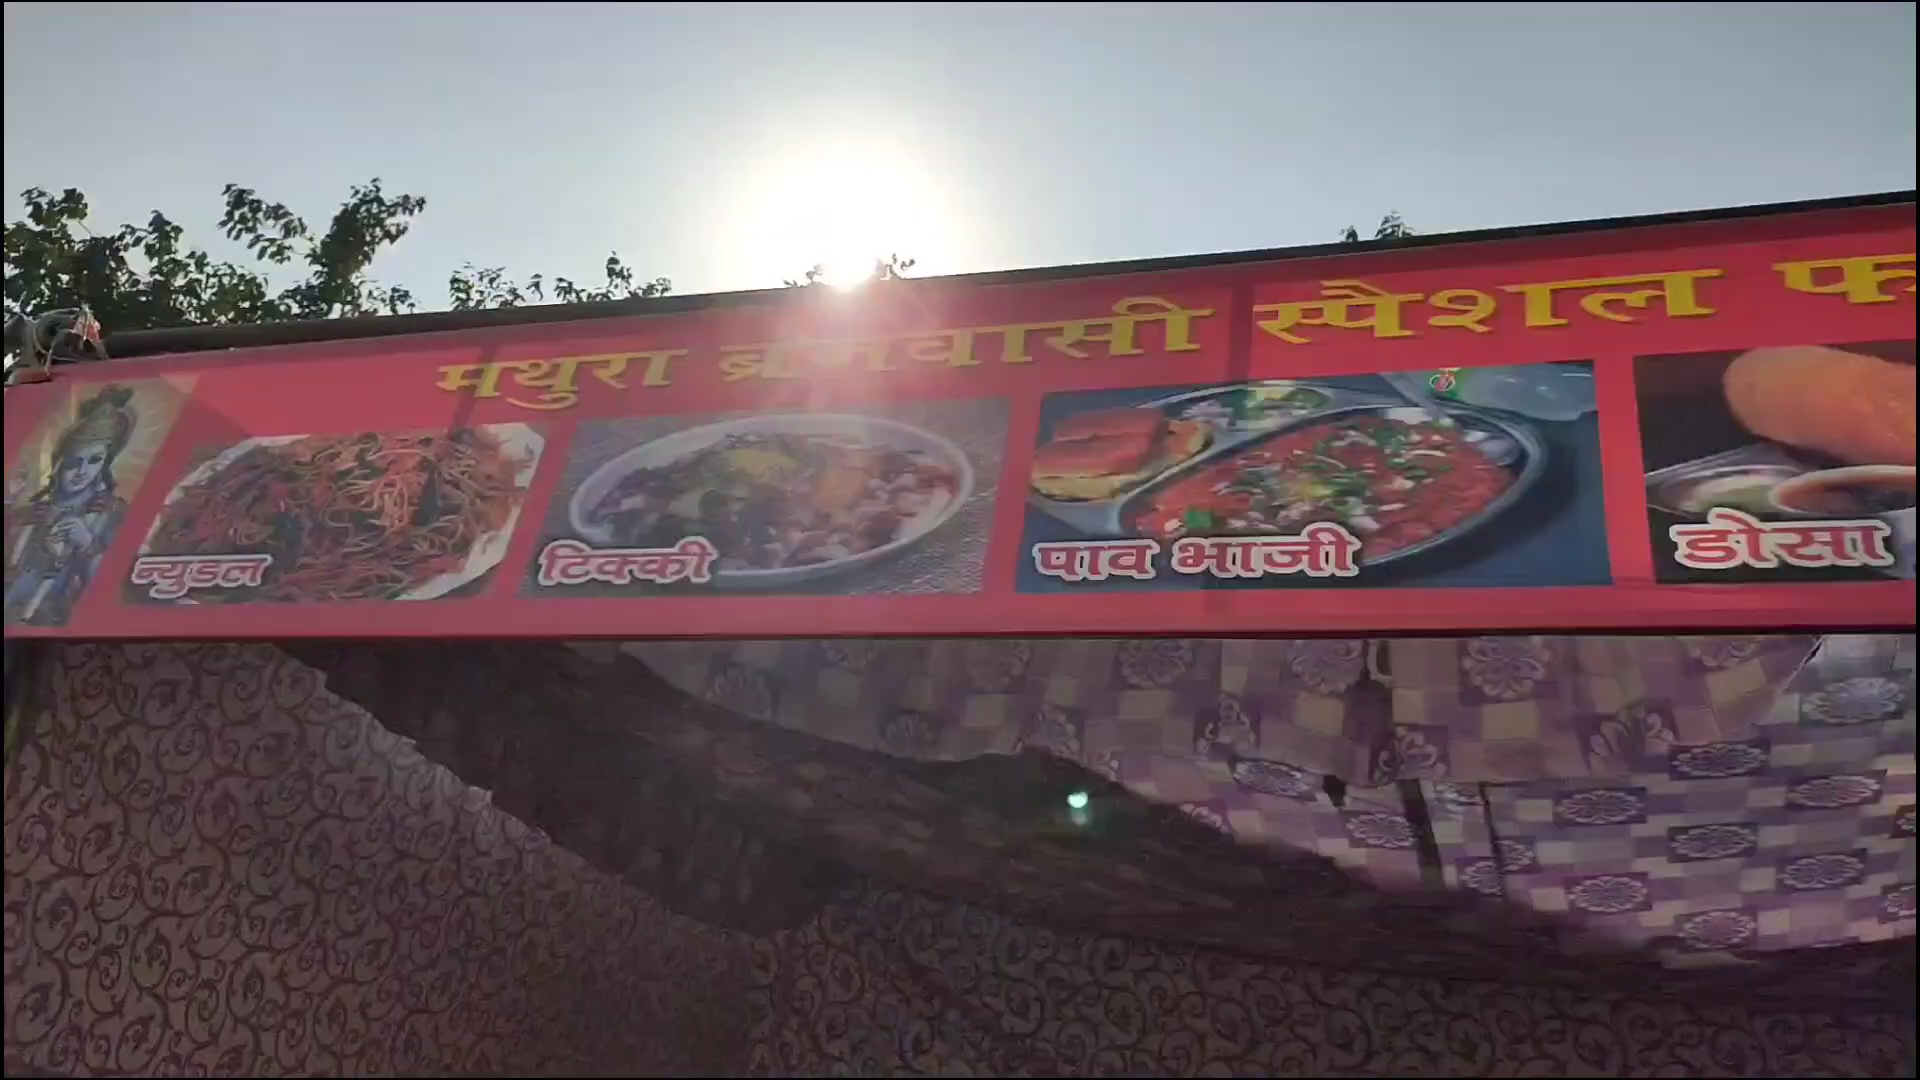 मथुरा ब्रजवासी स्पेशल
न्युडल
टिक्की
पाव भाजी
डोसा